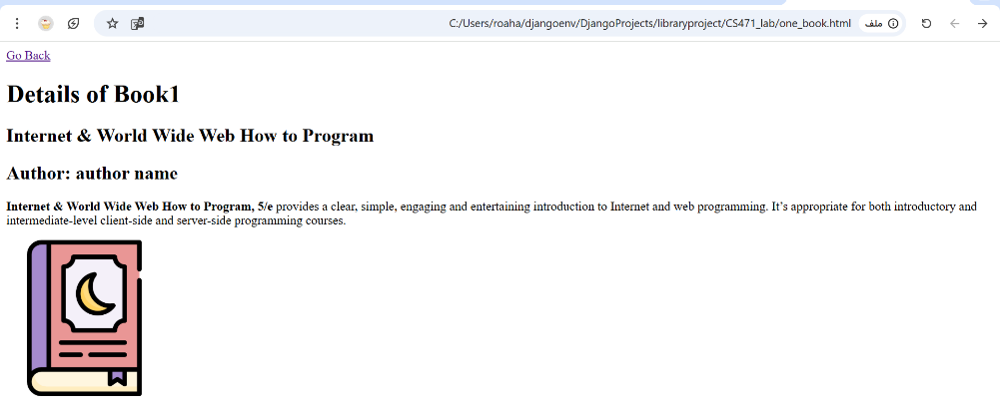 C:/Users/roaha/djangoenv/DjangoProjects/libraryproject/CS471_lab/one_book.html ملف
Go Back
Details of Book1
Internet & World Wide Web How to Program
Author: author name
Internet & World Wide Web How to Program, 5/e provides a clear, simple, engaging and entertaining introduction to Internet and web programming. It’s appropriate for both introductory and
intermediate-level client-side and server-side programming courses.